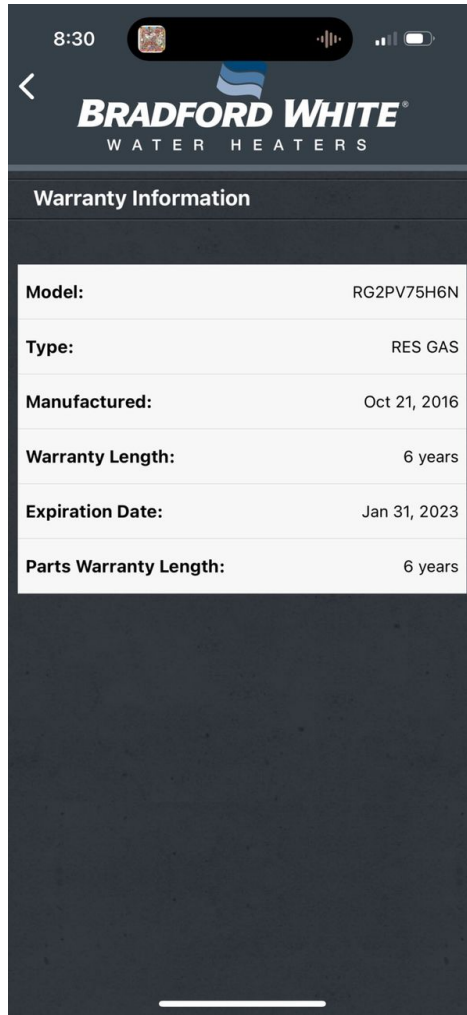 8:30
BRADFORD WHITE®
WATER HEATERS
Warranty Information
Model: RG2PV75H6N
Type: RES GAS
Manufactured: Oct 21, 2016
Warranty Length: 6 years
Expiration Date: Jan 31, 2023
Parts Warranty Length: 6 years